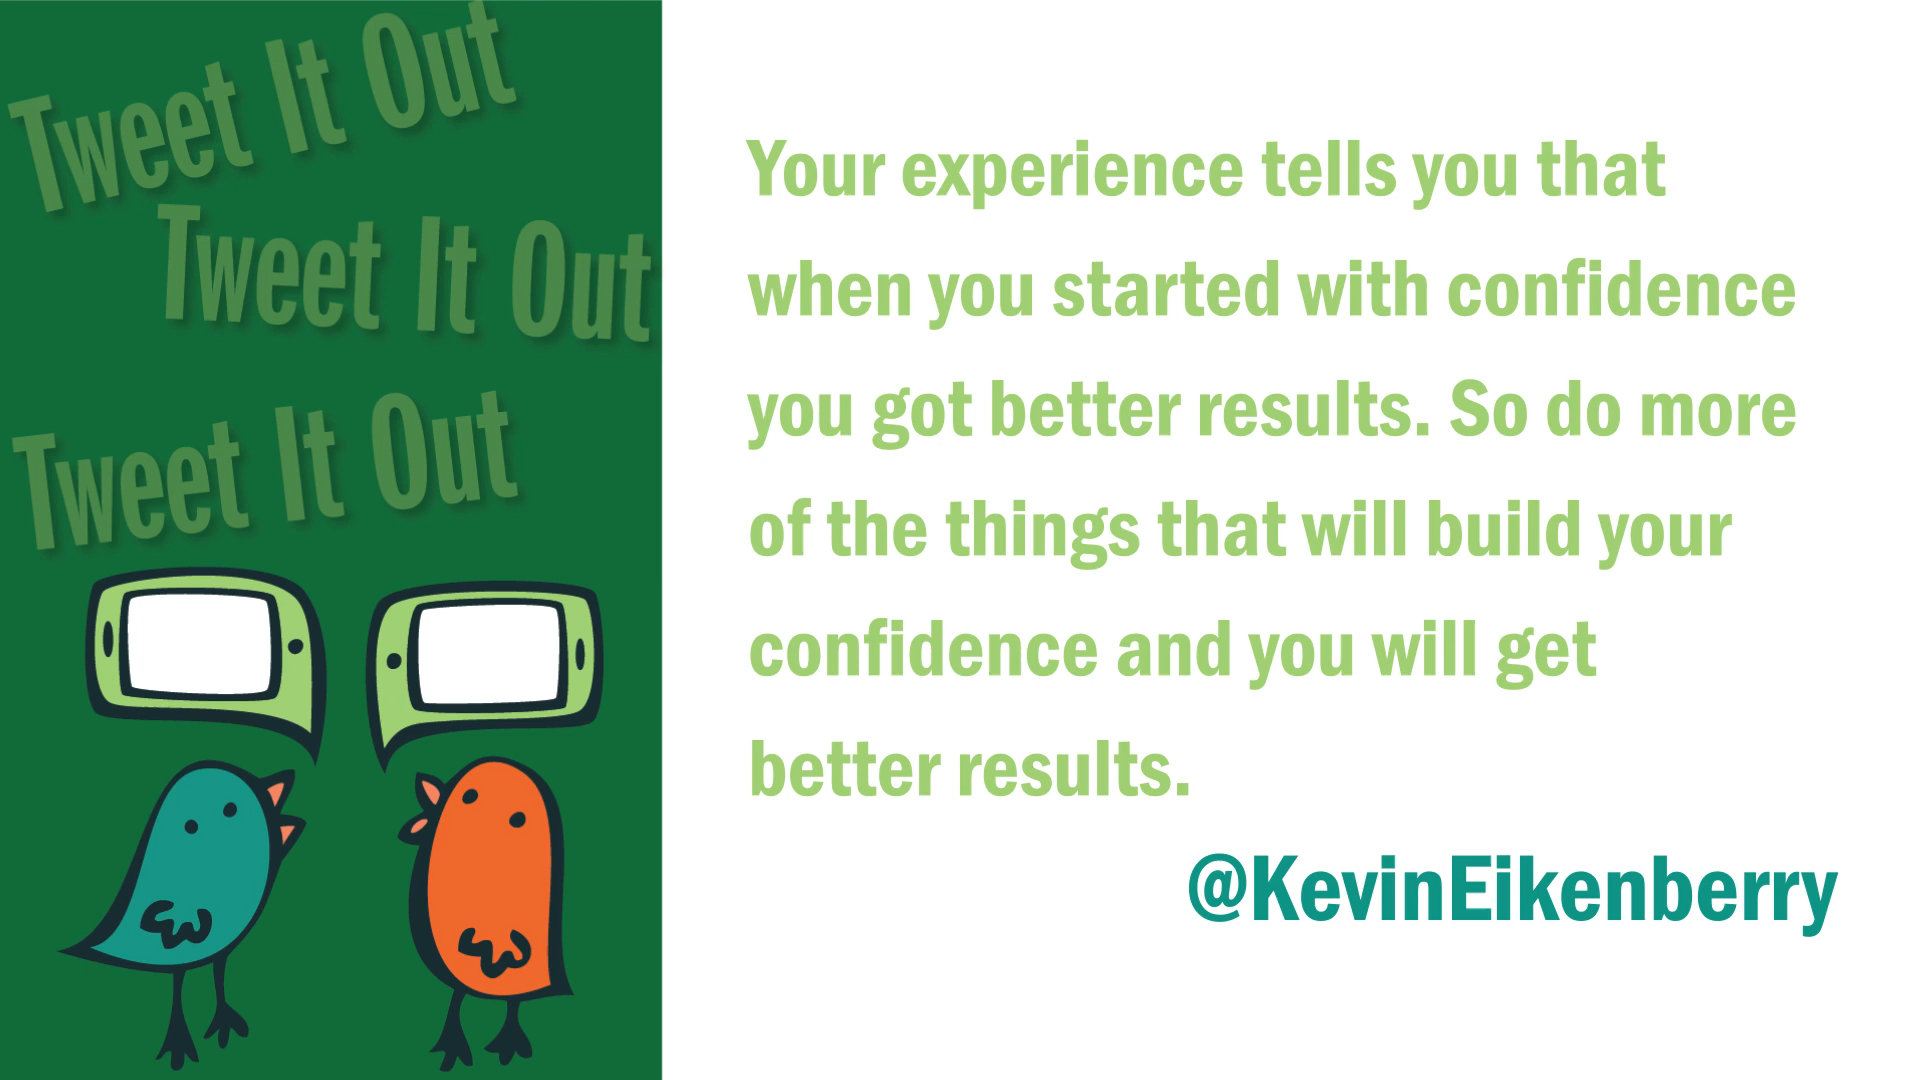 Tweet It Out
Tweet It Out
Tweet It Out
Your experience tells you that
when you started with confidence
you got better results. So do more
of the things that will build your
confidence and you will get
better results.
@KevinEikenberry